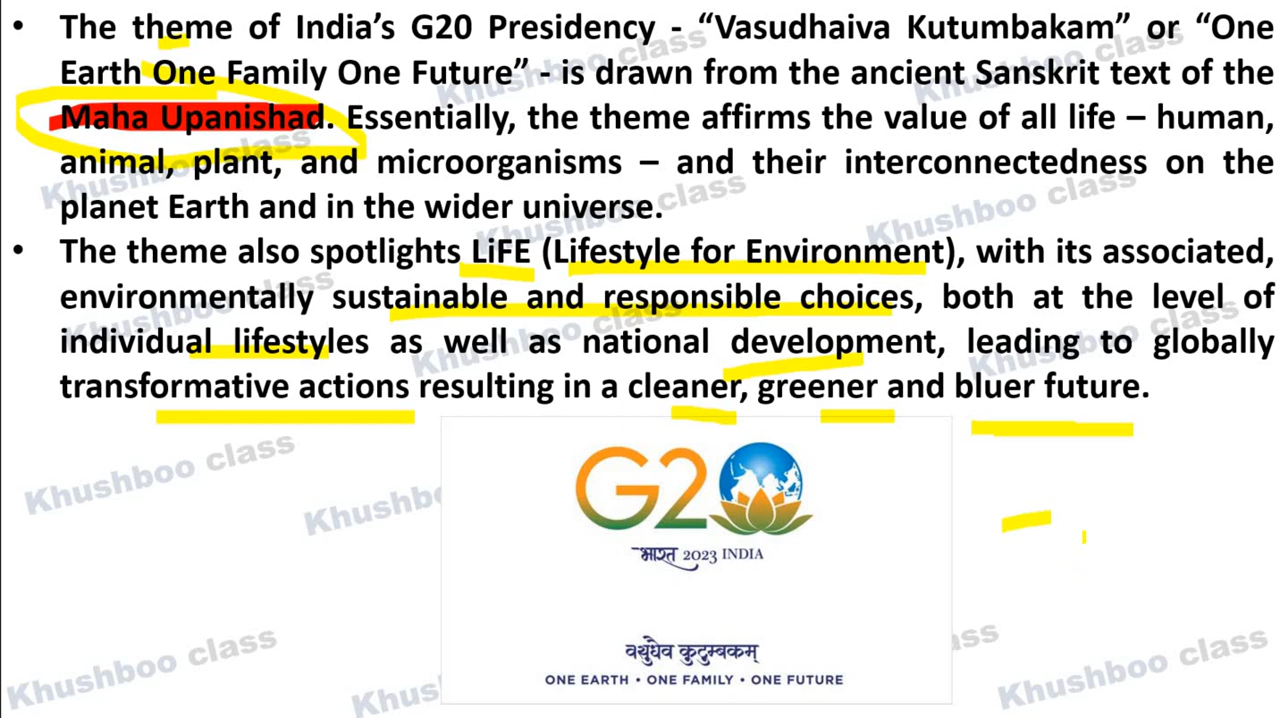 • The theme of India’s G20 Presidency - “Vasudhaiva Kutumbakam” or “One
Earth One Family One Future” - is drawn from the ancient Sanskrit text of the
Maha Upanishad. Essentially, the theme affirms the value of all life – human,
animal, plant, and microorganisms – and their interconnectedness on the
planet Earth and in the wider universe.
• The theme also spotlights LiFE (Lifestyle for Environment), with its associated,
environmentally sustainable and responsible choices, both at the level of
individual lifestyles as well as national development, leading to globally
transformative actions resulting in a cleaner, greener and bluer future.
G20
भारत 2023 INDIA
वसुधैव कुटुम्बकम्
ONE EARTH • ONE FAMILY • ONE FUTURE
Khushboo class